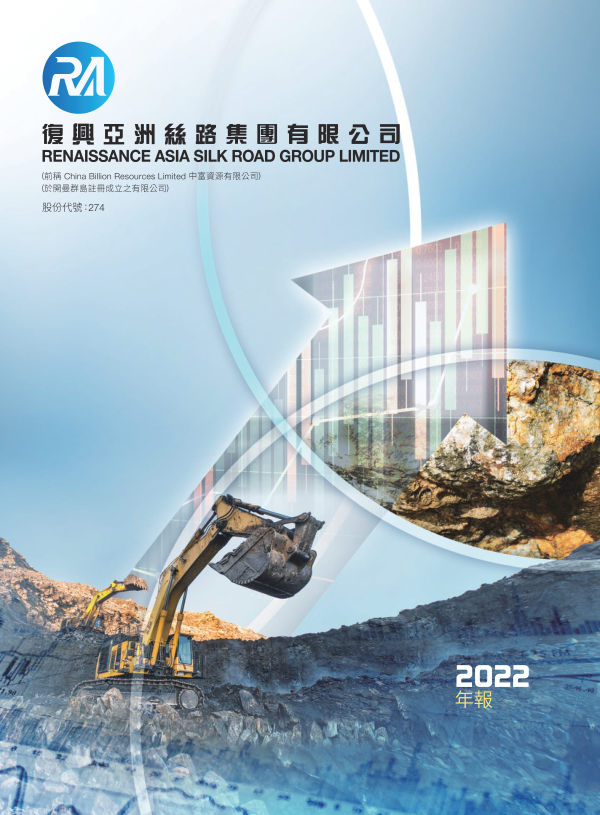 RA
復興亞洲絲路集團有限公司
RENAISSANCE ASIA SILK ROAD GROUP LIMITED
(前稱 China Billion Resources Limited 中富資源有限公司)
(於開曼群島註冊成立之有限公司)
股份代號：274
2022
年報